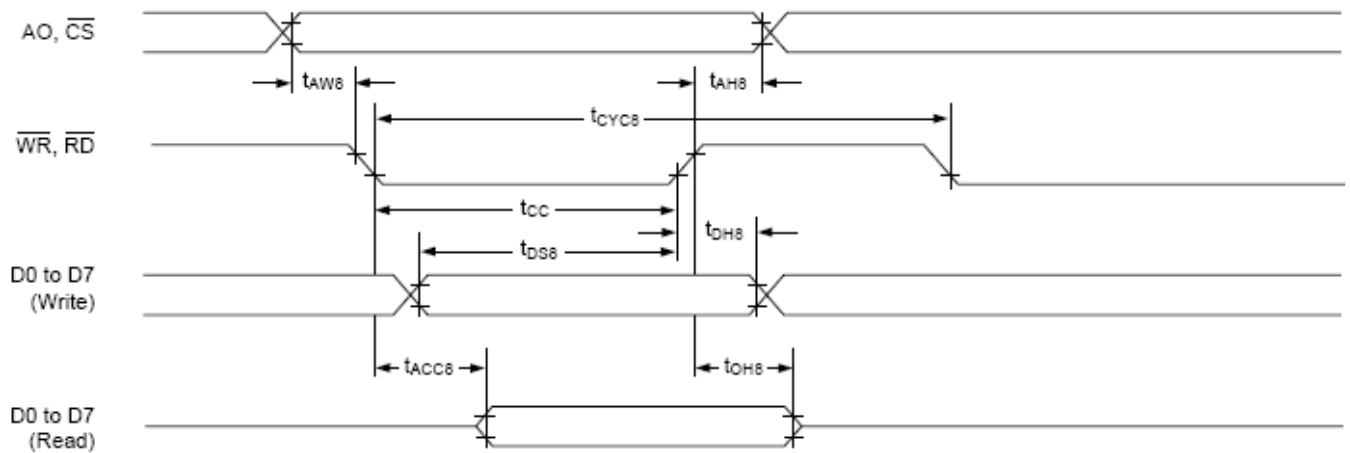 AO, CS
tAW8
tAH8
tCYC8
WR, RD
tCC
tDH8
tDS8
D0 to D7
(Write)
tACC8
tOH8
D0 to D7
(Read)